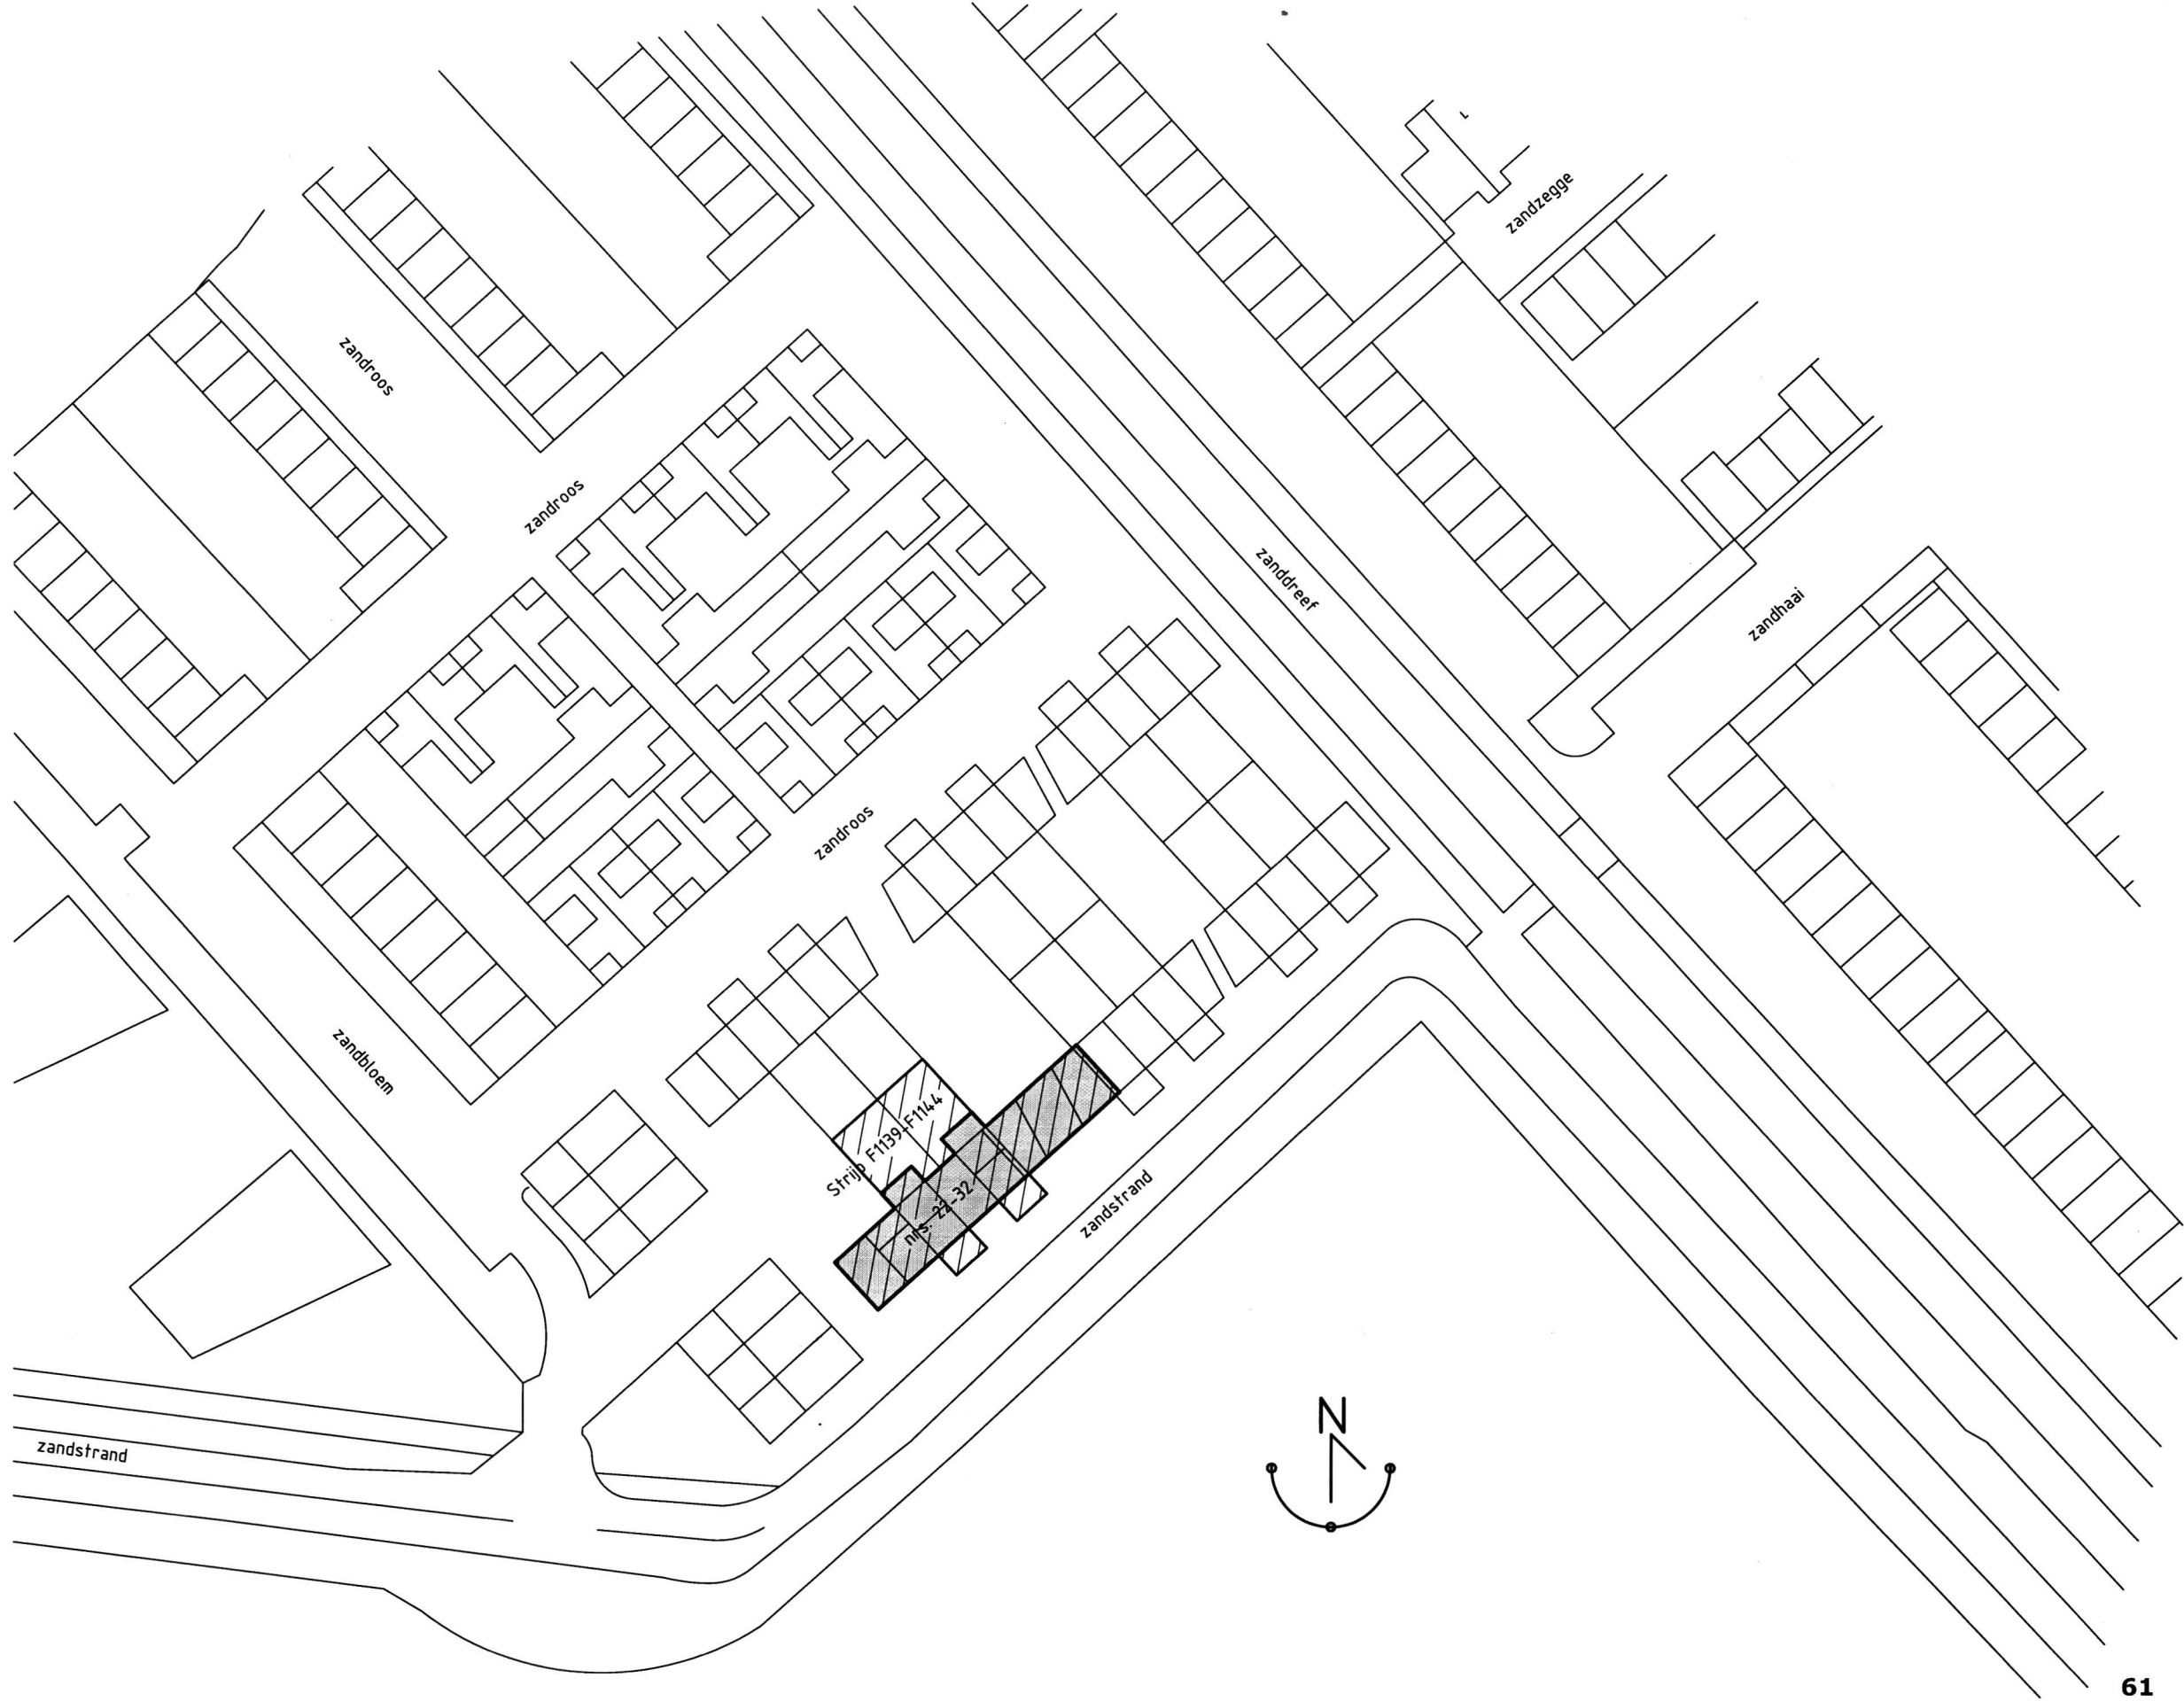 zandzegge
zandroos
zandroos
zanddreef
zandhaai
zandroos
zandbloem
Strijp F1139-F1144
nrs. 22-32
zandstrand
N
zandstrand
61